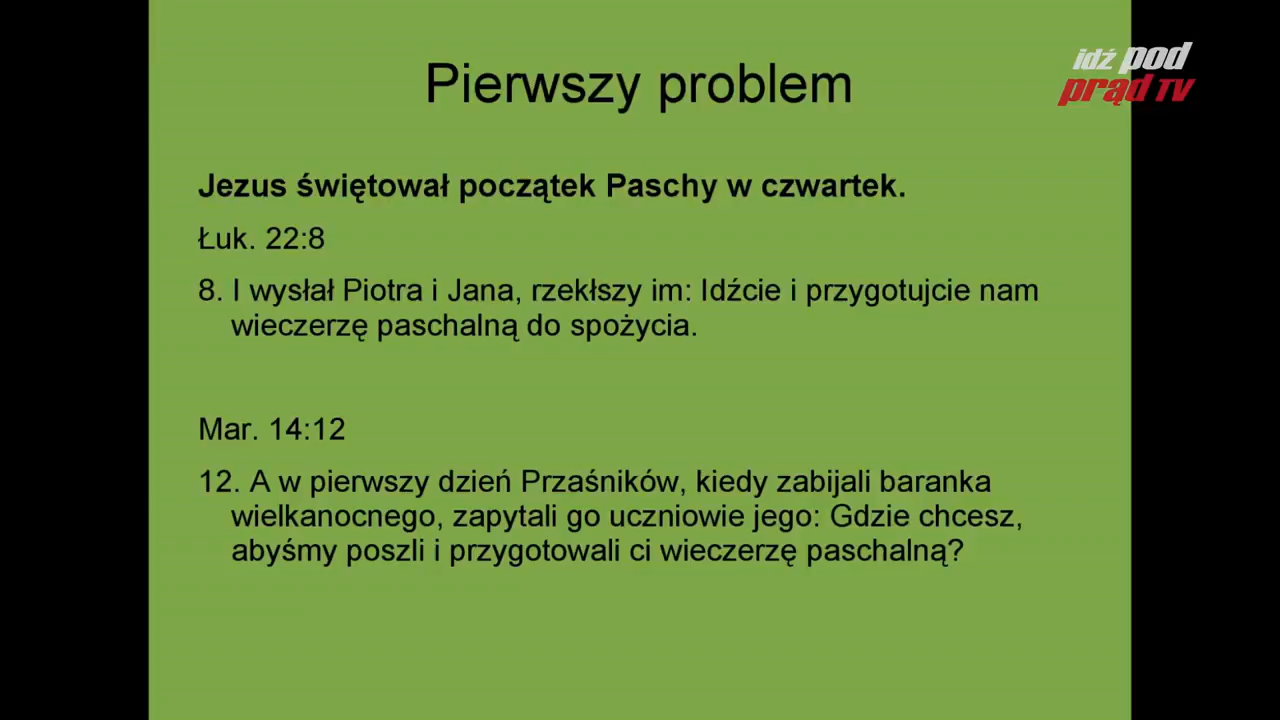 Pierwszy problem
idź pod
prąd TV
Jezus świętował początek Paschy w czwartek.
Łuk. 22:8
8. I wysłał Piotra i Jana, rzekłszy im: Idźcie i przygotujcie nam
wieczerzę paschalną do spożycia.
Mar. 14:12
12. A w pierwszy dzień Przaśników, kiedy zabijali baranka
wielkanocnego, zapytali go uczniowie jego: Gdzie chcesz,
abyśmy poszli i przygotowali ci wieczerzę paschalną?